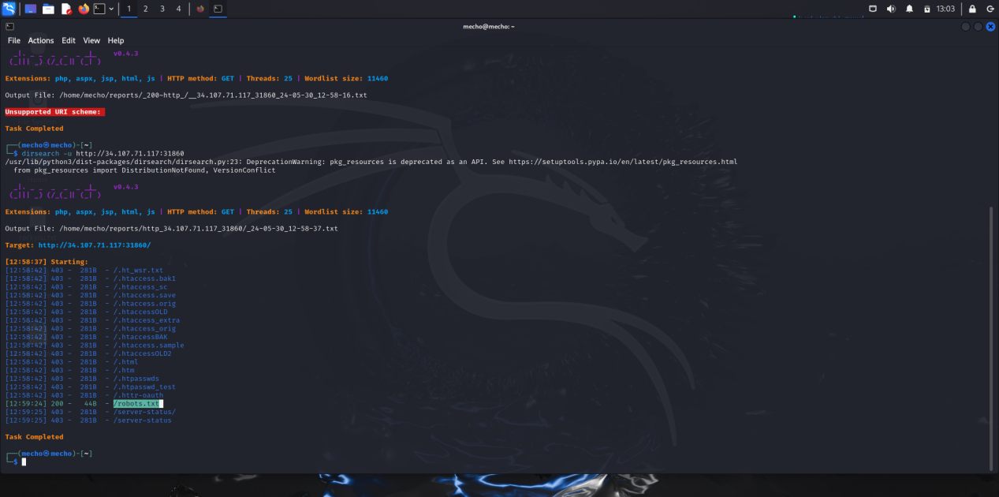 1 2 3 4 13:03
mecho@mecho: ~
File Actions Edit View Help
_|. _ _ _ _ _ _|_ v0.4.3
(_||| _) (/_(_|| (_| )
Extensions: php, aspx, jsp, html, js | HTTP method: GET | Threads: 25 | Wordlist size: 11460
Output File: /home/mecho/reports/_200~http_/__34.107.71.117_31860_24-05-30_12-58-16.txt
Unsupported URI scheme:
Task Completed
┌──(mecho㉿mecho)-[~]
└─$ dirsearch -u http://34.107.71.117:31860
/usr/lib/python3/dist-packages/dirsearch/dirsearch.py:23: DeprecationWarning: pkg_resources is deprecated as an API. See https://setuptools.pypa.io/en/latest/pkg_resources.html
from pkg_resources import DistributionNotFound, VersionConflict
_|. _ _ _ _ _ _|_ v0.4.3
(_||| _) (/_(_|| (_| )
Extensions: php, aspx, jsp, html, js | HTTP method: GET | Threads: 25 | Wordlist size: 11460
Output File: /home/mecho/reports/http_34.107.71.117_31860/_24-05-30_12-58-37.txt
Target: http://34.107.71.117:31860/
[12:58:37] Starting:
[12:58:42] 403 - 281B - /.ht_wsr.txt
[12:58:42] 403 - 281B - /.htaccess.bak1
[12:58:42] 403 - 281B - /.htaccess_sc
[12:58:42] 403 - 281B - /.htaccess.save
[12:58:42] 403 - 281B - /.htaccess.orig
[12:58:42] 403 - 281B - /.htaccessOLD
[12:58:42] 403 - 281B - /.htaccess_extra
[12:58:42] 403 - 281B - /.htaccess_orig
[12:58:42] 403 - 281B - /.htaccessBAK
[12:58:42] 403 - 281B - /.htaccess.sample
[12:58:42] 403 - 281B - /.htaccessOLD2
[12:58:42] 403 - 281B - /.html
[12:58:42] 403 - 281B - /.htm
[12:58:42] 403 - 281B - /.htpasswds
[12:58:42] 403 - 281B - /.htpasswd_test
[12:58:42] 403 - 281B - /.httr-oauth
[12:59:24] 200 - 44B - /robots.txt
[12:59:25] 403 - 281B - /server-status/
[12:59:25] 403 - 281B - /server-status
Task Completed
┌──(mecho㉿mecho)-[~]
└─$